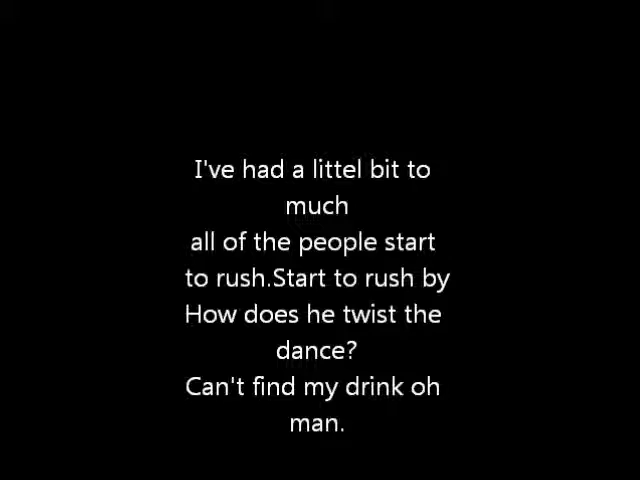 I've had a littel bit to
much
all of the people start
to rush.Start to rush by
How does he twist the
dance?
Can't find my drink oh
man.